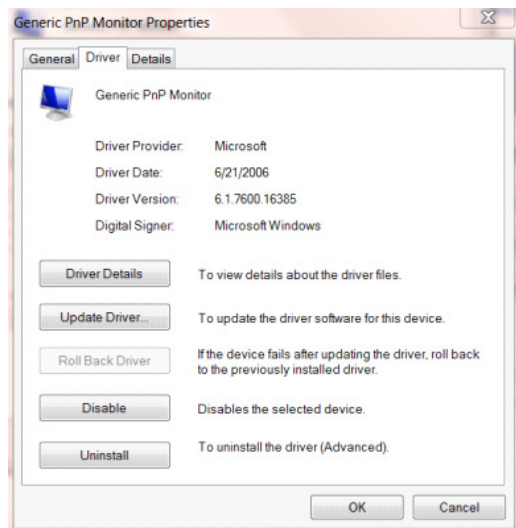 Generic PnP Monitor Properties
General Driver Details
Generic PnP Monitor
Driver Provider: Microsoft
Driver Date: 6/21/2006
Driver Version: 6.1.7600.16385
Digital Signer: Microsoft Windows
Driver Details To view details about the driver files.
Update Driver... To update the driver software for this device.
Roll Back Driver If the device fails after updating the driver, roll back
to the previously installed driver.
Disable Disables the selected device.
Uninstall To uninstall the driver (Advanced).
OK Cancel